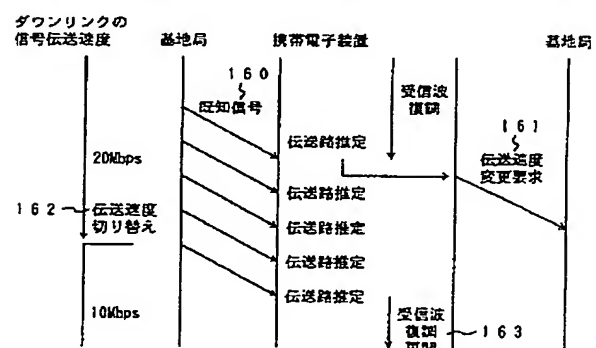 ダウンリンクの
信号伝送速度
基地局
携帯電子装置
基地局
160
既知信号
受信波
復調
161
伝送速度
変更要求
伝送路推定
20Mbps
伝送路推定
162
伝送速度
切り替え
伝送路推定
伝送路推定
伝送路推定
10Mbps
受信波
復調
再開
163